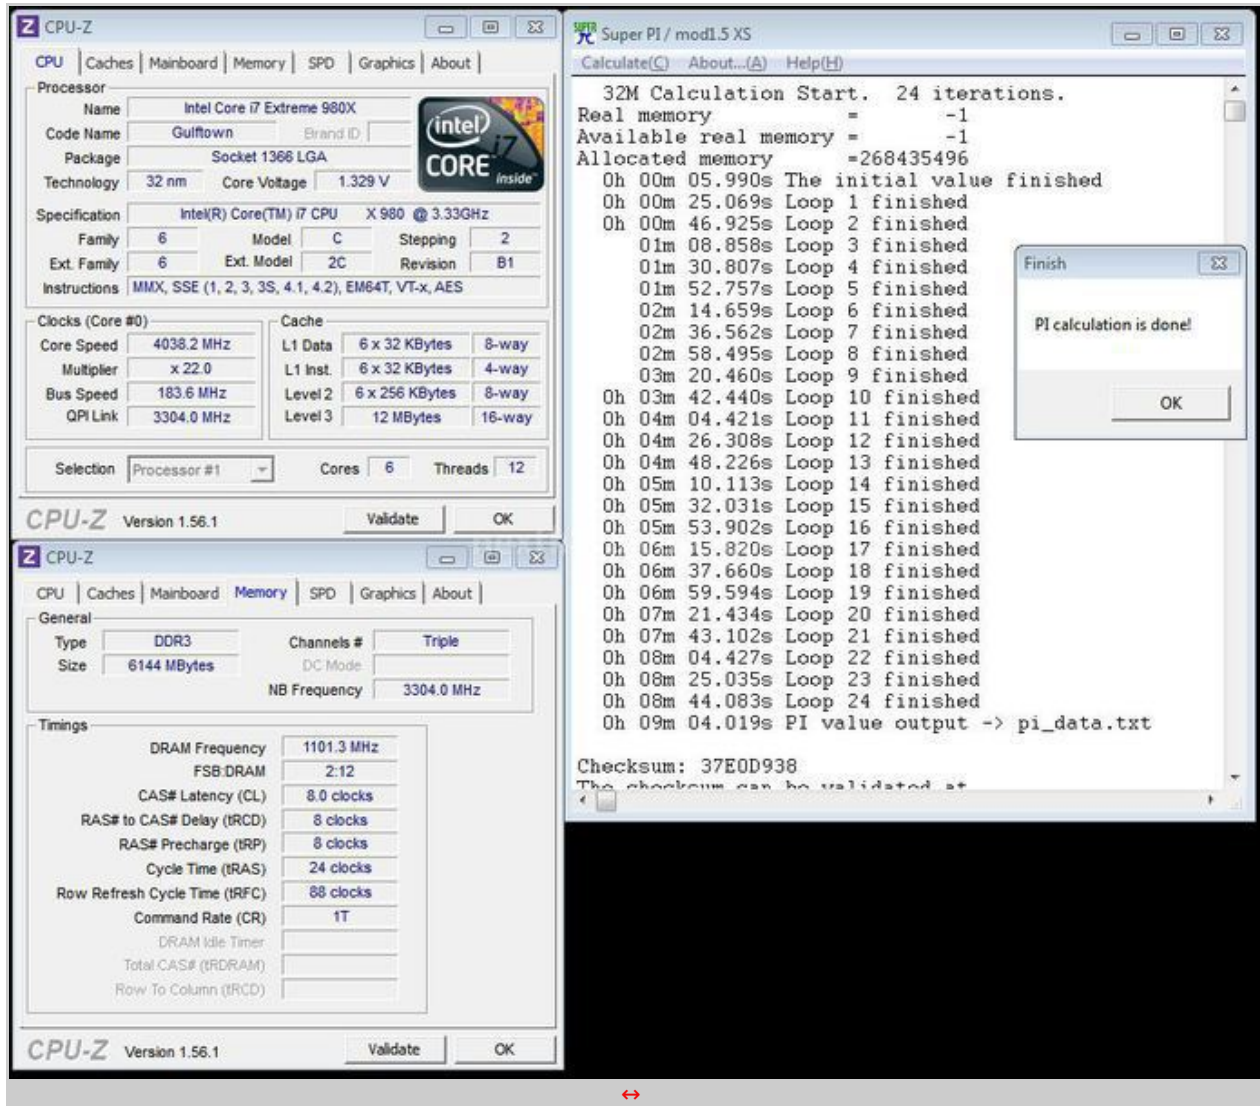 CPU-Z
CPU Caches Mainboard Memory SPD Graphics About
Processor
Name Intel Core i7 Extreme 980X
Code Name Gulftown Brand ID
Package Socket 1366 LGA
Technology 32 nm Core Voltage 1.329 V
intel CORE i7 inside
Specification Intel(R) Core(TM) i7 CPU X 980 @ 3.33GHz
Family 6 Model C Stepping 2
Ext. Family 6 Ext. Model 2C Revision B1
Instructions MMX, SSE (1, 2, 3, 3S, 4.1, 4.2), EM64T, VT-x, AES
Clocks (Core #0)
Core Speed 4038.2 MHz
Multiplier x 22.0
Bus Speed 183.6 MHz
QPI Link 3304.0 MHz
Cache
L1 Data 6 x 32 KBytes 8-way
L1 Inst. 6 x 32 KBytes 4-way
Level 2 6 x 256 KBytes 8-way
Level 3 12 MBytes 16-way
Selection Processor #1 Cores 6 Threads 12
CPU-Z Version 1.56.1 Validate OK
CPU-Z
CPU Caches Mainboard Memory SPD Graphics About
General
Type DDR3 Channels # Triple
Size 6144 MBytes DC Mode
NB Frequency 3304.0 MHz
Timings
DRAM Frequency 1101.3 MHz
FSB:DRAM 2:12
CAS# Latency (CL) 8.0 clocks
RAS# to CAS# Delay (tRCD) 8 clocks
RAS# Precharge (tRP) 8 clocks
Cycle Time (tRAS) 24 clocks
Row Refresh Cycle Time (tRFC) 88 clocks
Command Rate (CR) 1T
DRAM Idle Timer
Total CAS# (tRDRAM)
Row To Column (tRCD)
CPU-Z Version 1.56.1 Validate OK
SUPER π Super PI / mod1.5 XS
Calculate(C) About...(A) Help(H)
32M Calculation Start. 24 iterations.
Real memory = -1
Available real memory = -1
Allocated memory =268435496
0h 00m 05.990s The initial value finished
0h 00m 25.069s Loop 1 finished
0h 00m 46.925s Loop 2 finished
01m 08.858s Loop 3 finished
01m 30.807s Loop 4 finished
01m 52.757s Loop 5 finished
02m 14.659s Loop 6 finished
02m 36.562s Loop 7 finished
02m 58.495s Loop 8 finished
03m 20.460s Loop 9 finished
0h 03m 42.440s Loop 10 finished
0h 04m 04.421s Loop 11 finished
0h 04m 26.308s Loop 12 finished
0h 04m 48.226s Loop 13 finished
0h 05m 10.113s Loop 14 finished
0h 05m 32.031s Loop 15 finished
0h 05m 53.902s Loop 16 finished
0h 06m 15.820s Loop 17 finished
0h 06m 37.660s Loop 18 finished
0h 06m 59.594s Loop 19 finished
0h 07m 21.434s Loop 20 finished
0h 07m 43.102s Loop 21 finished
0h 08m 04.427s Loop 22 finished
0h 08m 25.035s Loop 23 finished
0h 08m 44.083s Loop 24 finished
0h 09m 04.019s PI value output -> pi_data.txt
Checksum: 37E0D938
The checksum can be validated at
Finish
PI calculation is done!
OK